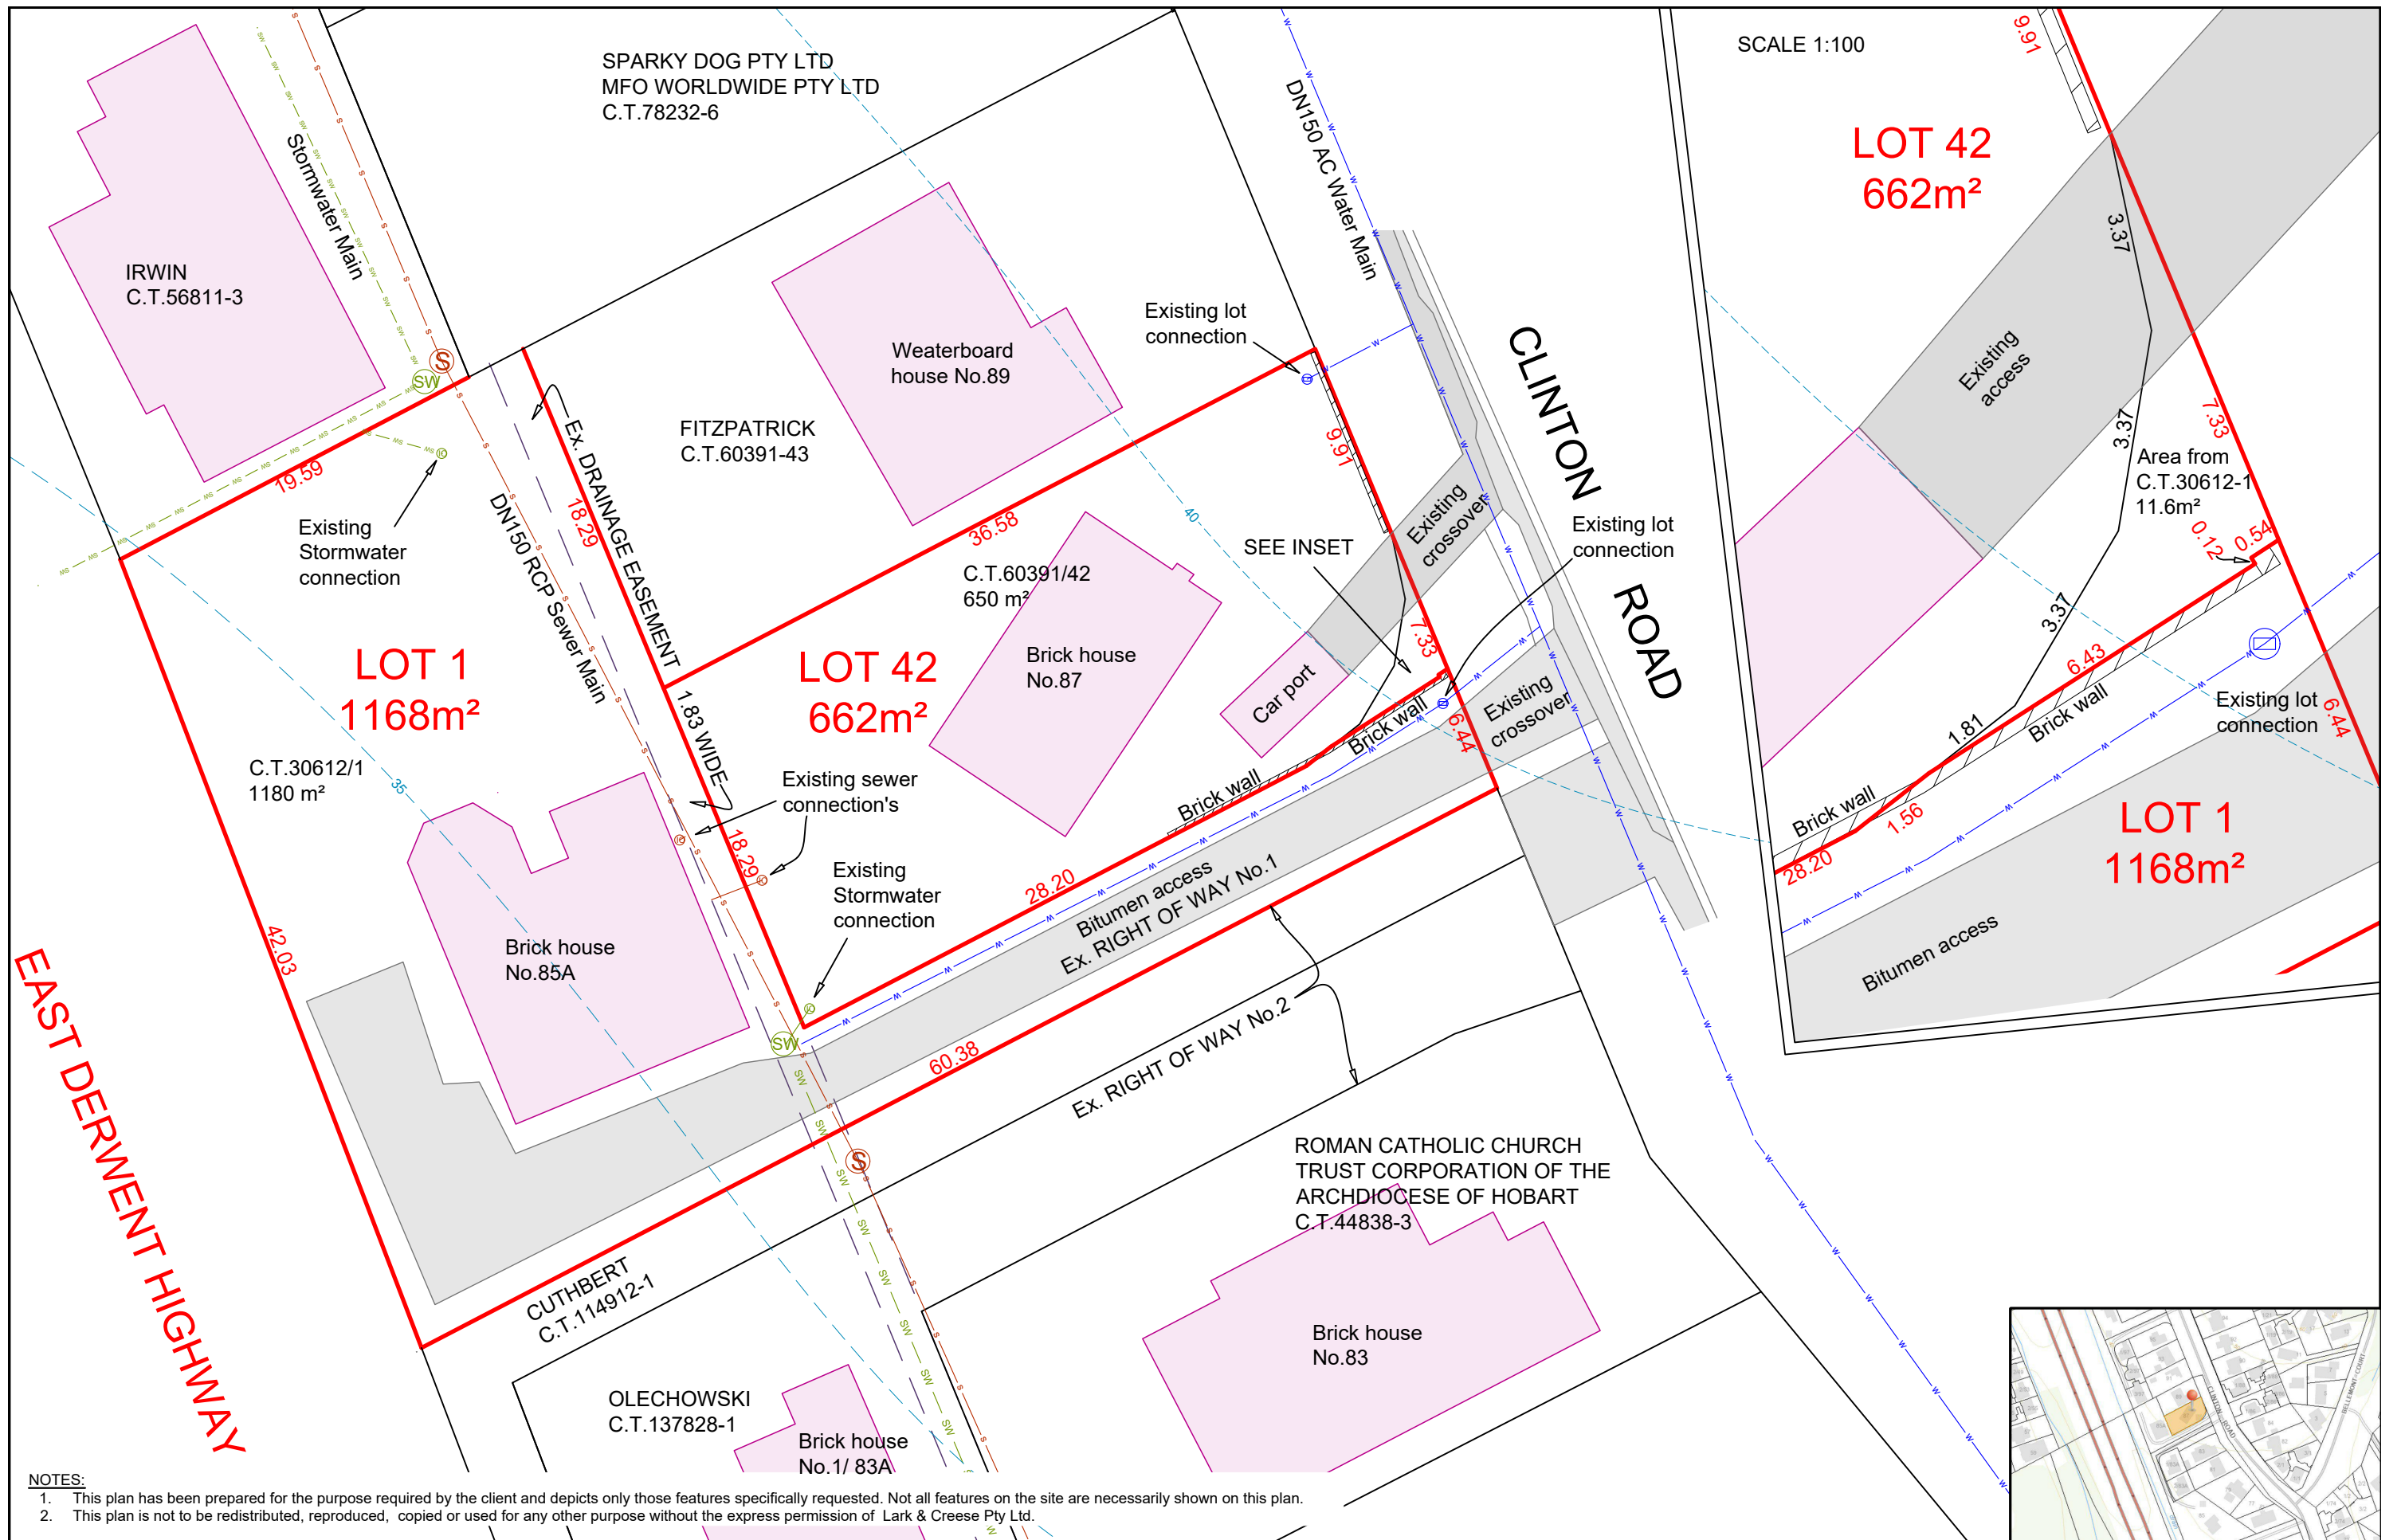 SPARKY DOG PTY LTD
MFO WORLDWIDE PTY LTD
C.T.78232-6
SCALE 1:100
9.91
DN150 AC Water Main
Stormwater Main
LOT 42
662m²
IRWIN
C.T.56811-3
3.37
Existing lot
connection
Weaterboard
house No.89
CLINTON ROAD
Existing
access
S
SW
Ex. DRAINAGE EASEMENT
1.83 WIDE
FITZPATRICK
C.T.60391-43
9.91
7.33
3.37
Area from
C.T.30612-1
11.6m²
19.59
DN150 RCP Sewer Main
18.29
36.58
Existing
crossover
Existing lot
connection
0.12
0.54
Existing
Stormwater
connection
40
SEE INSET
C.T.60391/42
650 m²
3.37
LOT 1
1168m²
LOT 42
662m²
Brick house
No.87
7.33
6.43
Car port
Existing
crossover
6.44
Brick wall
1.81
Brick wall
Existing lot
connection
6.44
C.T.30612/1
1180 m²
35
Existing sewer
connection's
Brick wall
Brick wall
1.56
28.20
LOT 1
1168m²
18.29
Existing
Stormwater
connection
28.20
Bitumen access
Ex. RIGHT OF WAY No.1
Bitumen access
42.03
Brick house
No.85A
SW
60.38
Ex. RIGHT OF WAY No.2
EAST DERWENT HIGHWAY
S
ROMAN CATHOLIC CHURCH
TRUST CORPORATION OF THE
ARCHDIOCESE OF HOBART
C.T.44838-3
CUTHBERT
C.T.114912-1
Brick house
No.83
OLECHOWSKI
C.T.137828-1
Brick house
No.1/ 83A
CLINTON ROAD
BELLEMONT COURT
NOTES:
1. This plan has been prepared for the purpose required by the client and depicts only those features specifically requested. Not all features on the site are necessarily shown on this plan.
2. This plan is not to be redistributed, reproduced, copied or used for any other purpose without the express permission of Lark & Creese Pty Ltd.